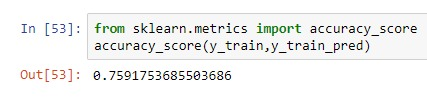 In [53]: from sklearn.metrics import accuracy_score
accuracy_score(y_train,y_train_pred)
Out[53]: 0.7591753685503686